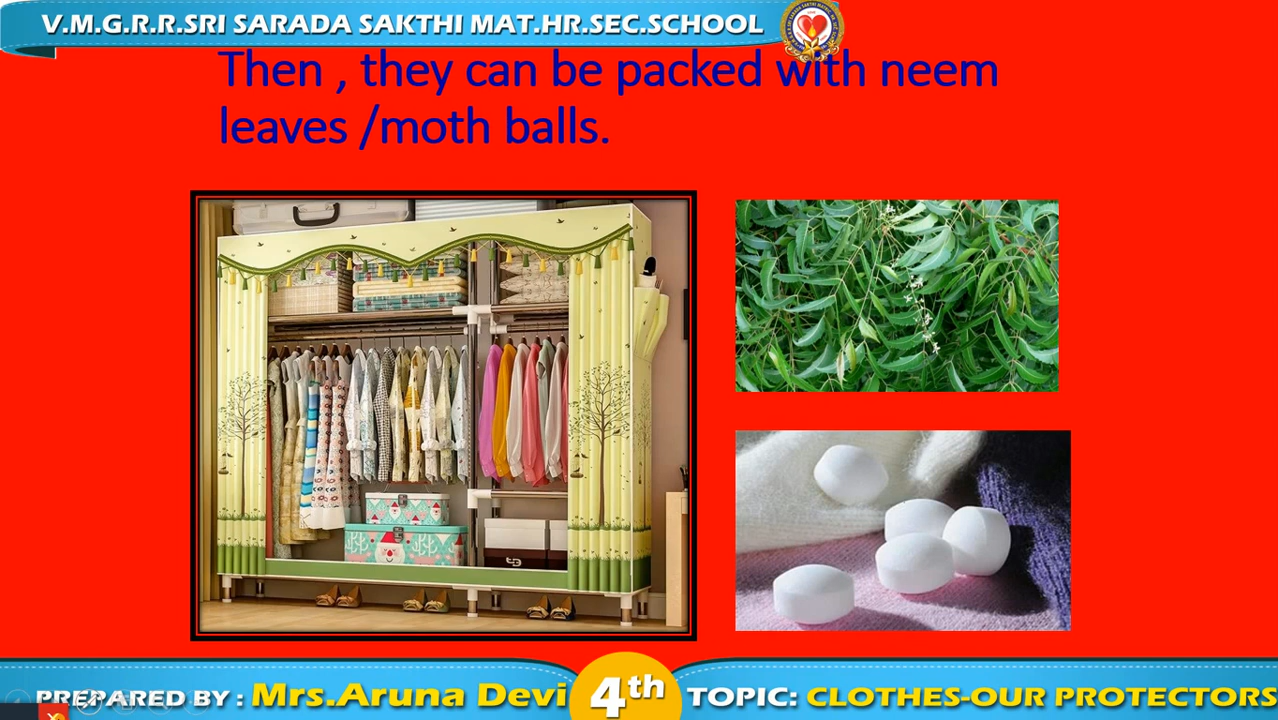 V.M.G.R.R.SRI SARADA SAKTHI MAT.HR.SEC.SCHOOL
Then , they can be packed with neem
leaves /moth balls.
PREPARED BY : Mrs.Aruna Devi 4th TOPIC: CLOTHES-OUR PROTECTORS